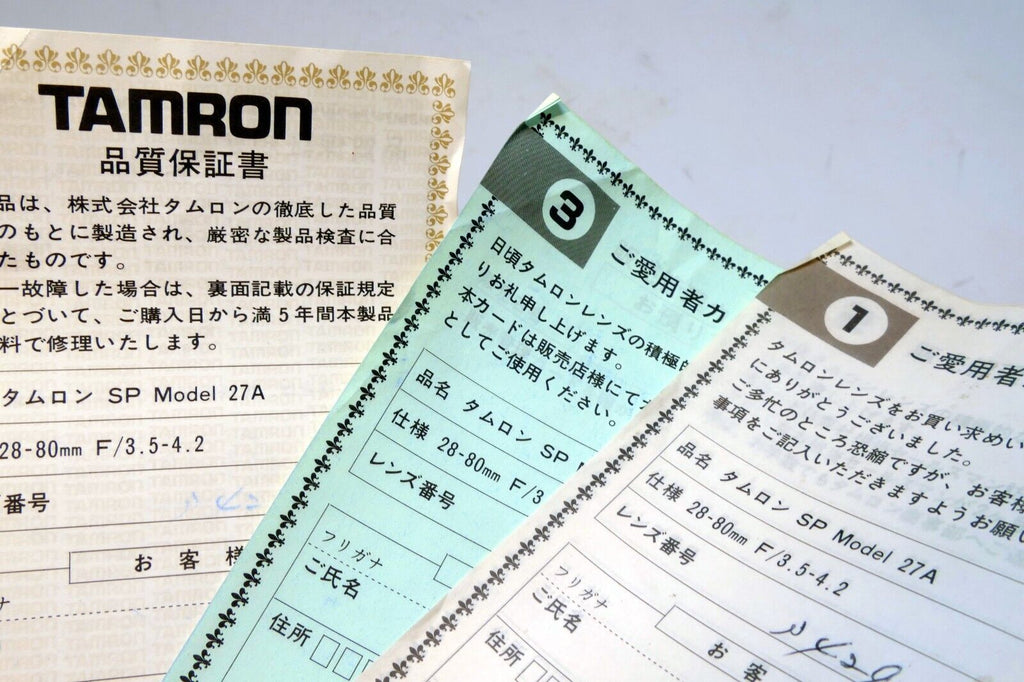 TAMRON
品質保証書
品は、株式会社タムロンの徹底した品質
のもとに製造され、厳密な製品検査に合
たものです。
一故障した場合は、裏面記載の保証規定
とづいて、ご購入日から満5年間本製品
料で修理いたします。
タムロン SP Model 27A
28-80mm F/3.5-4.2
番号
お客様
3
ご愛用者カ
日頃タムロンレンズの積極的
りお礼申し上げます。
本カードは販売店様にて
としてご使用ください。
品名 タムロン SP
仕様 28-80mm F/3
レンズ番号
フリガナ
ご氏名
住所
1
ご愛用者
タムロンレンズをお買い求めい
にありがとうございました。
ご多忙のところ恐縮ですが、お客様
事項をご記入いただきますようお願い
品名 タムロン SP Model 27A
仕様 28-80mm F/3.5-4.2
レンズ番号
フリガナ
ご氏名
お客
住所